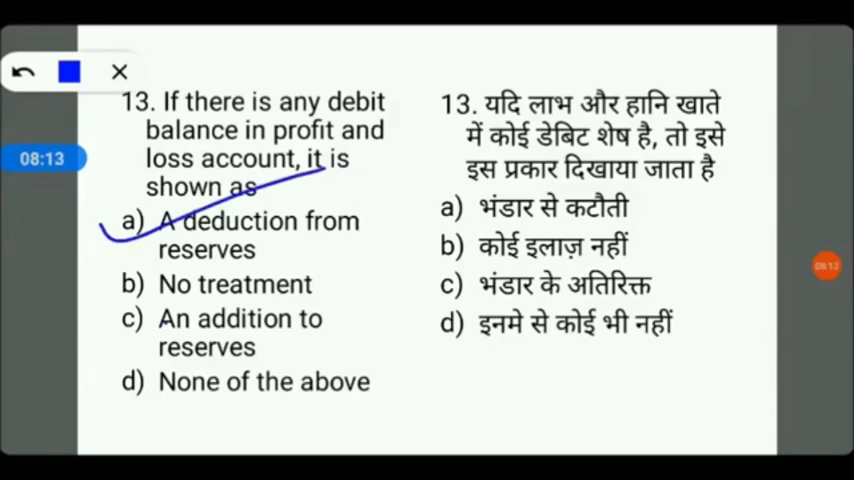 13. If there is any debit
balance in profit and
loss account, it is
shown as
a) A deduction from
reserves
b) No treatment
c) An addition to
reserves
d) None of the above
13. यदि लाभ और हानि खाते
में कोई डेबिट शेष है, तो इसे
इस प्रकार दिखाया जाता है
a) भंडार से कटौती
b) कोई इलाज़ नहीं
c) भंडार के अतिरिक्त
d) इनमे से कोई भी नहीं
08:13
08:13